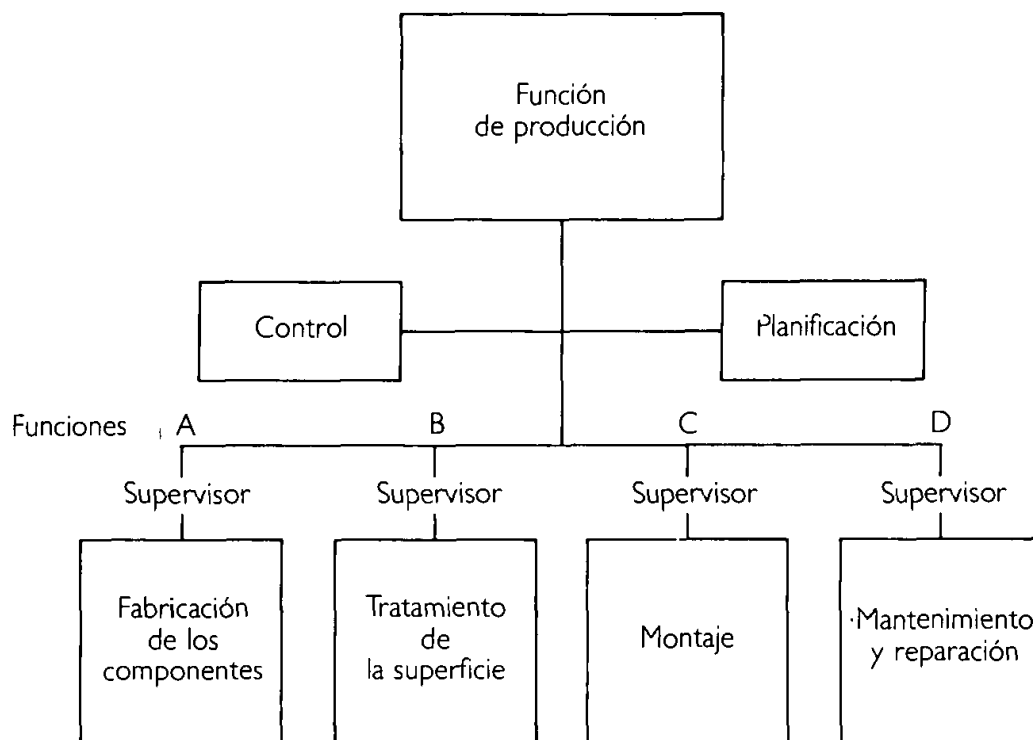 Función
de producción
Control
Planificación
Funciones A B C D
Supervisor Supervisor Supervisor Supervisor
Fabricación
de los
componentes
Tratamiento
de
la superficie
Montaje
Mantenimiento
y reparación